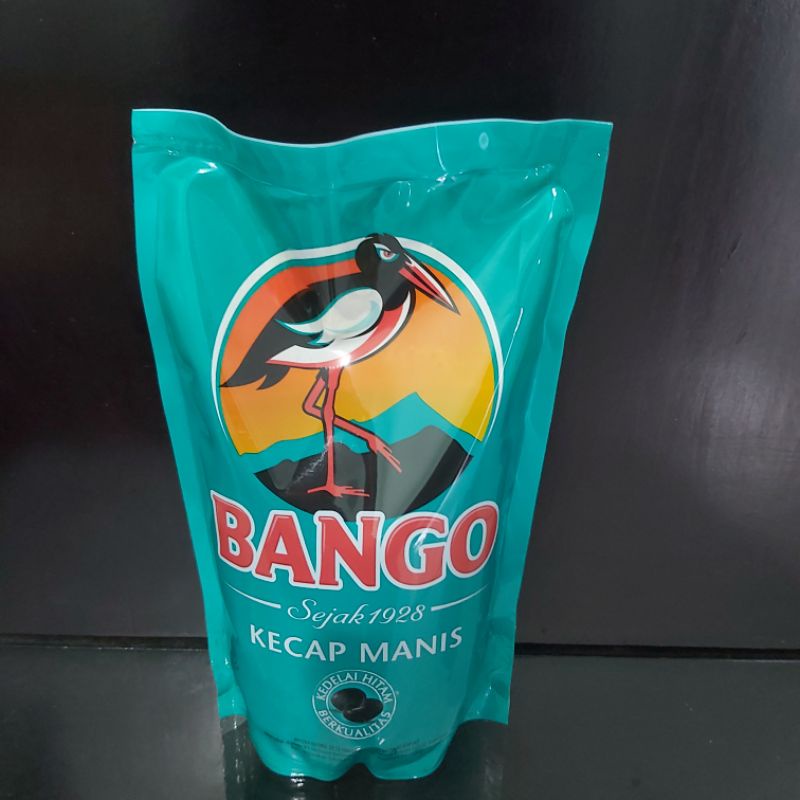 BANGO
Sejak 1928
KECAP MANIS
KEDELAI HITAM
BERKUALITAS